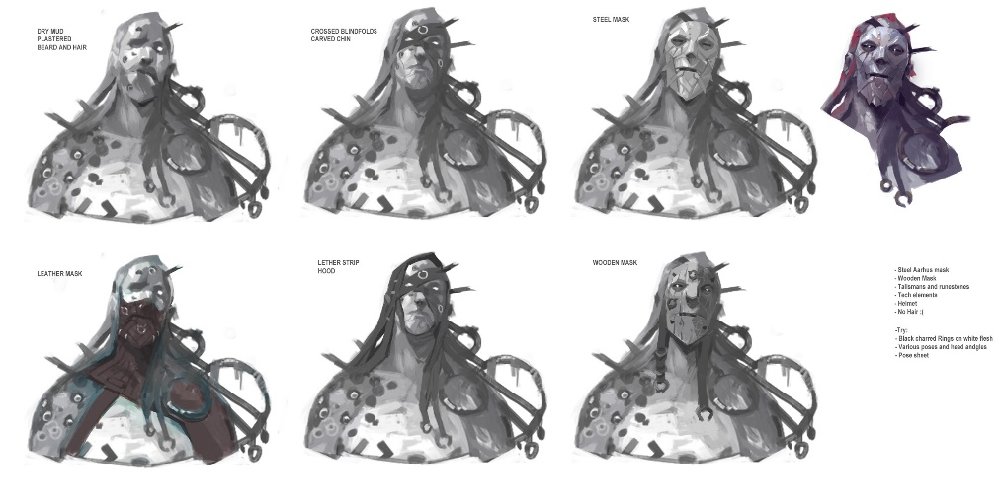 DRY MUD
PLASTERED
BEARD AND HAIR
CROSSED BLINDFOLDS
CARVED CHIN
STEEL MASK
LEATHER MASK
LETHER STRIP
HOOD
WOODEN MASK
- Steel Aarhus mask
- Wooden Mask
- Talismans and runestones
- Tech elements
- Helmet
- No Hair :(
-Try:
- Black charred Rings on white flesh
- Various poses and head andgles
- Pose sheet